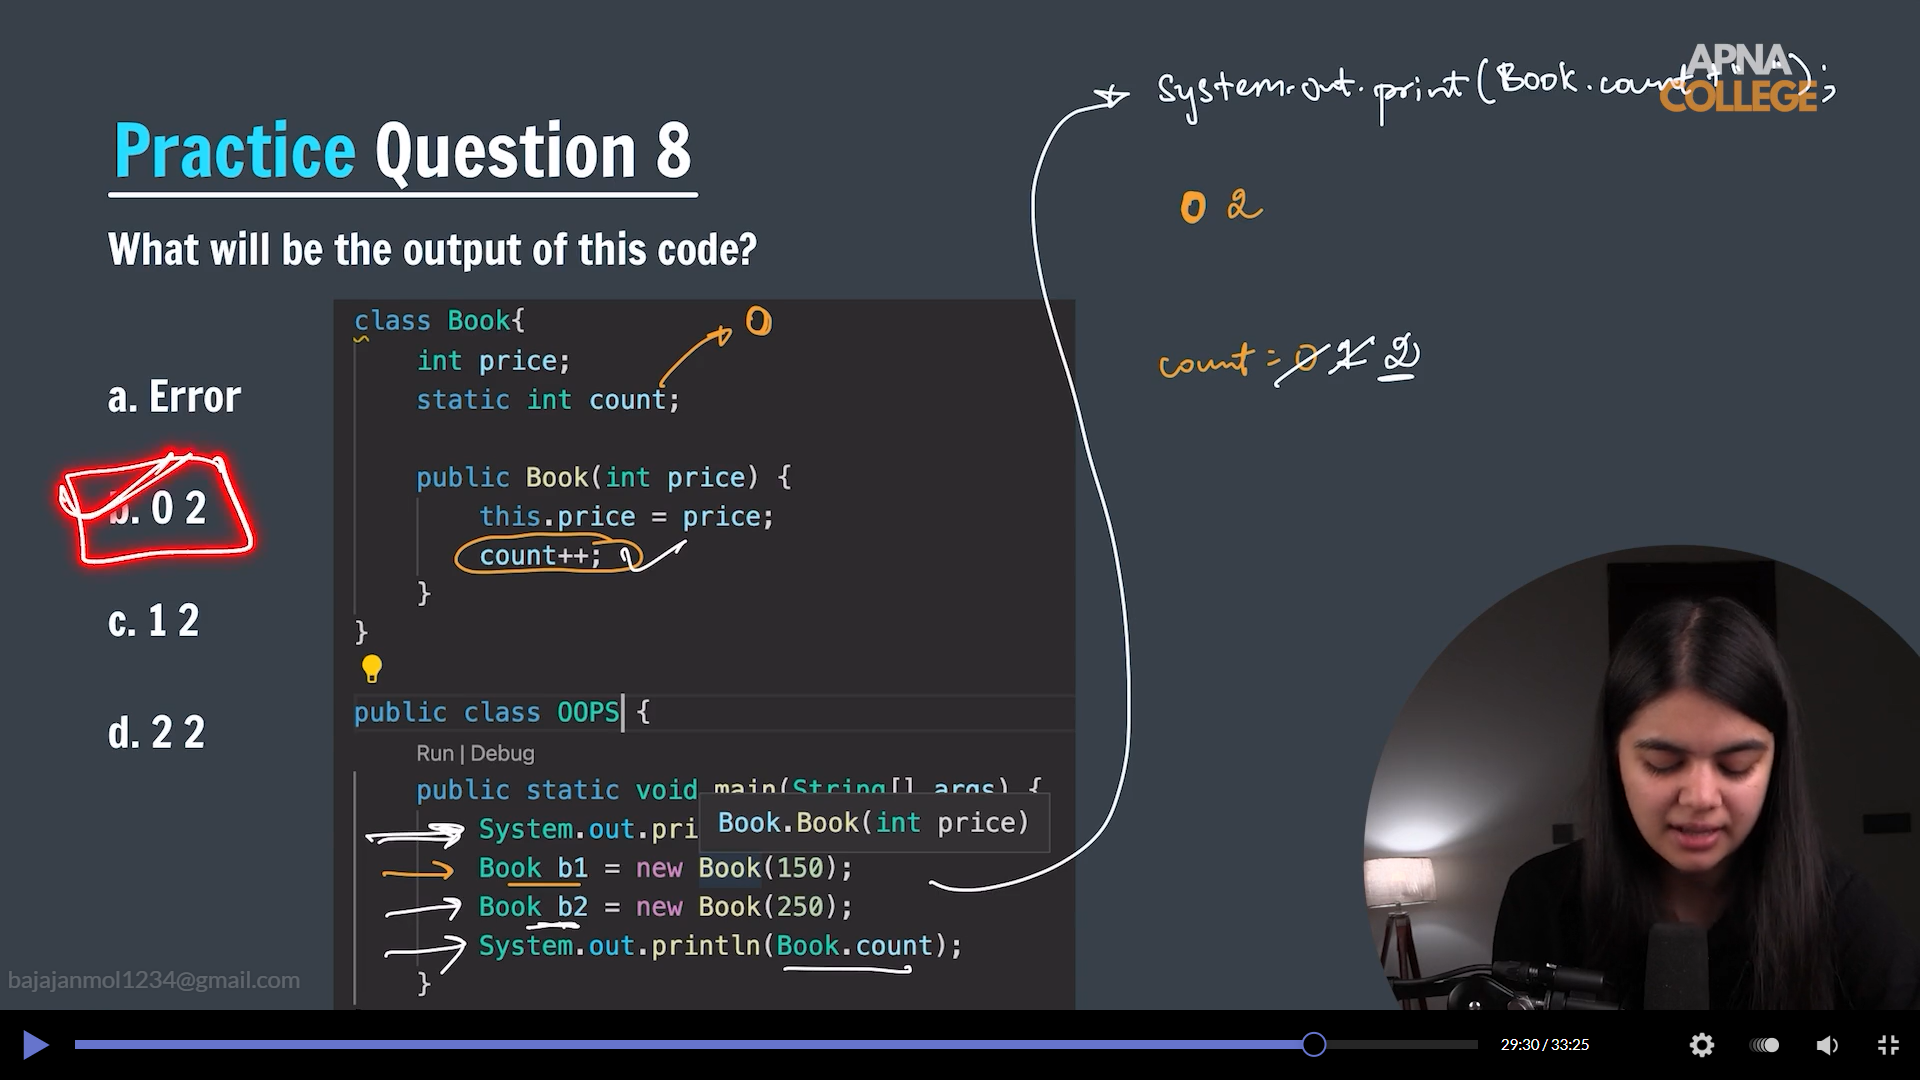 APNA
COLLEGE
System.out.print(Book.count + " ");
Practice Question 8
0 2
What will be the output of this code?
a. Error
b. 0 2
c. 1 2
d. 2 2
class Book{
0
int price;
static int count;
count = 0 1 2
public Book(int price) {
this.price = price;
count++;
}
}
public class OOPS {
Run | Debug
public static void main(String[] args) {
System.out.pri
Book.Book(int price)
Book b1 = new Book(150);
Book b2 = new Book(250);
System.out.println(Book.count);
}
bajajanmol1234@gmail.com
29:30 / 33:25